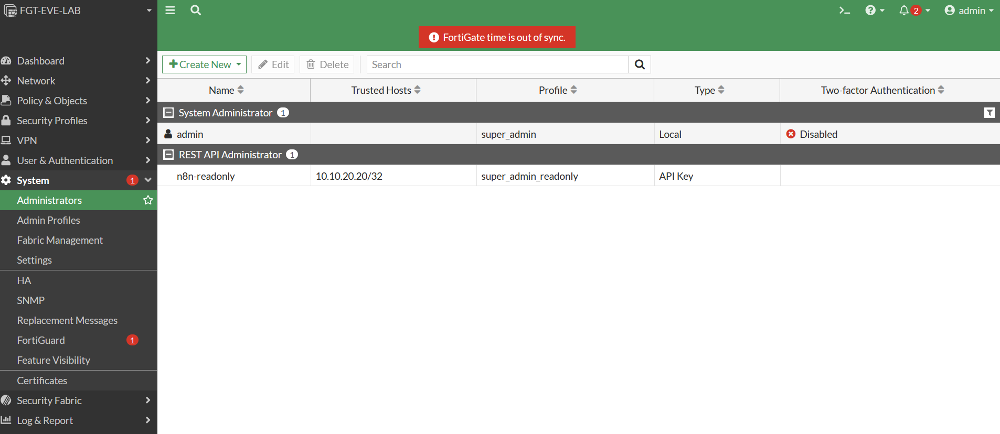 FGT-EVE-LAB
2
admin
FortiGate time is out of sync.
Dashboard
Network
Policy & Objects
Security Profiles
VPN
User & Authentication
System 1
Administrators
Admin Profiles
Fabric Management
Settings
HA
SNMP
Replacement Messages
FortiGuard 1
Feature Visibility
Certificates
Security Fabric
Log & Report
Create New Edit Delete Search
Name Trusted Hosts Profile Type Two-factor Authentication
System Administrator 1
admin super_admin Local Disabled
REST API Administrator 1
n8n-readonly 10.10.20.20/32 super_admin_readonly API Key